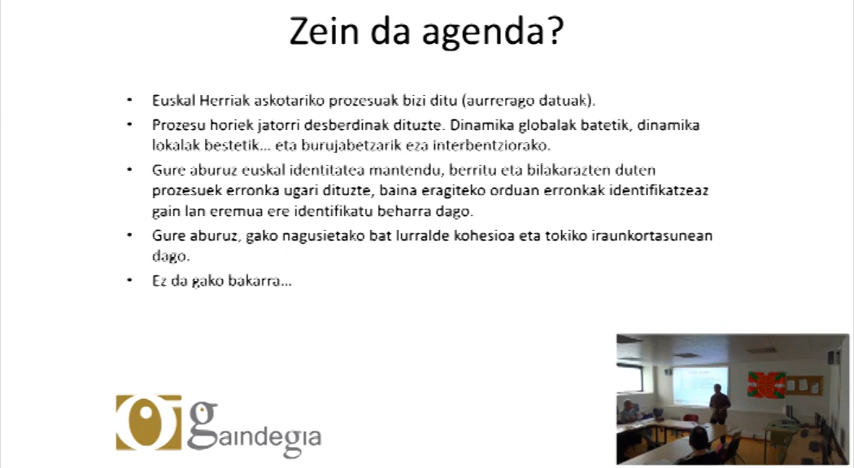 Zein da agenda?
• Euskal Herriak askotariko prozesuak bizi ditu (aurrerago datuak).
• Prozesu horiek jatorri desberdinak dituzte. Dinamika globalak batetik, dinamika
lokalak bestetik... eta burujabetzarik eza interbentziorako.
• Gure aburuz euskal identitatea mantendu, berritu eta bilakarazten duten
prozesuek erronka ugari dituzte, baina eragiteko orduan erronkak identifikatzeaz
gain lan eremua ere identifikatu beharra dago.
• Gure aburuz, gako nagusietako bat lurralde kohesioa eta tokiko iraunkortasunean
dago.
• Ez da gako bakarra...
gaindegia